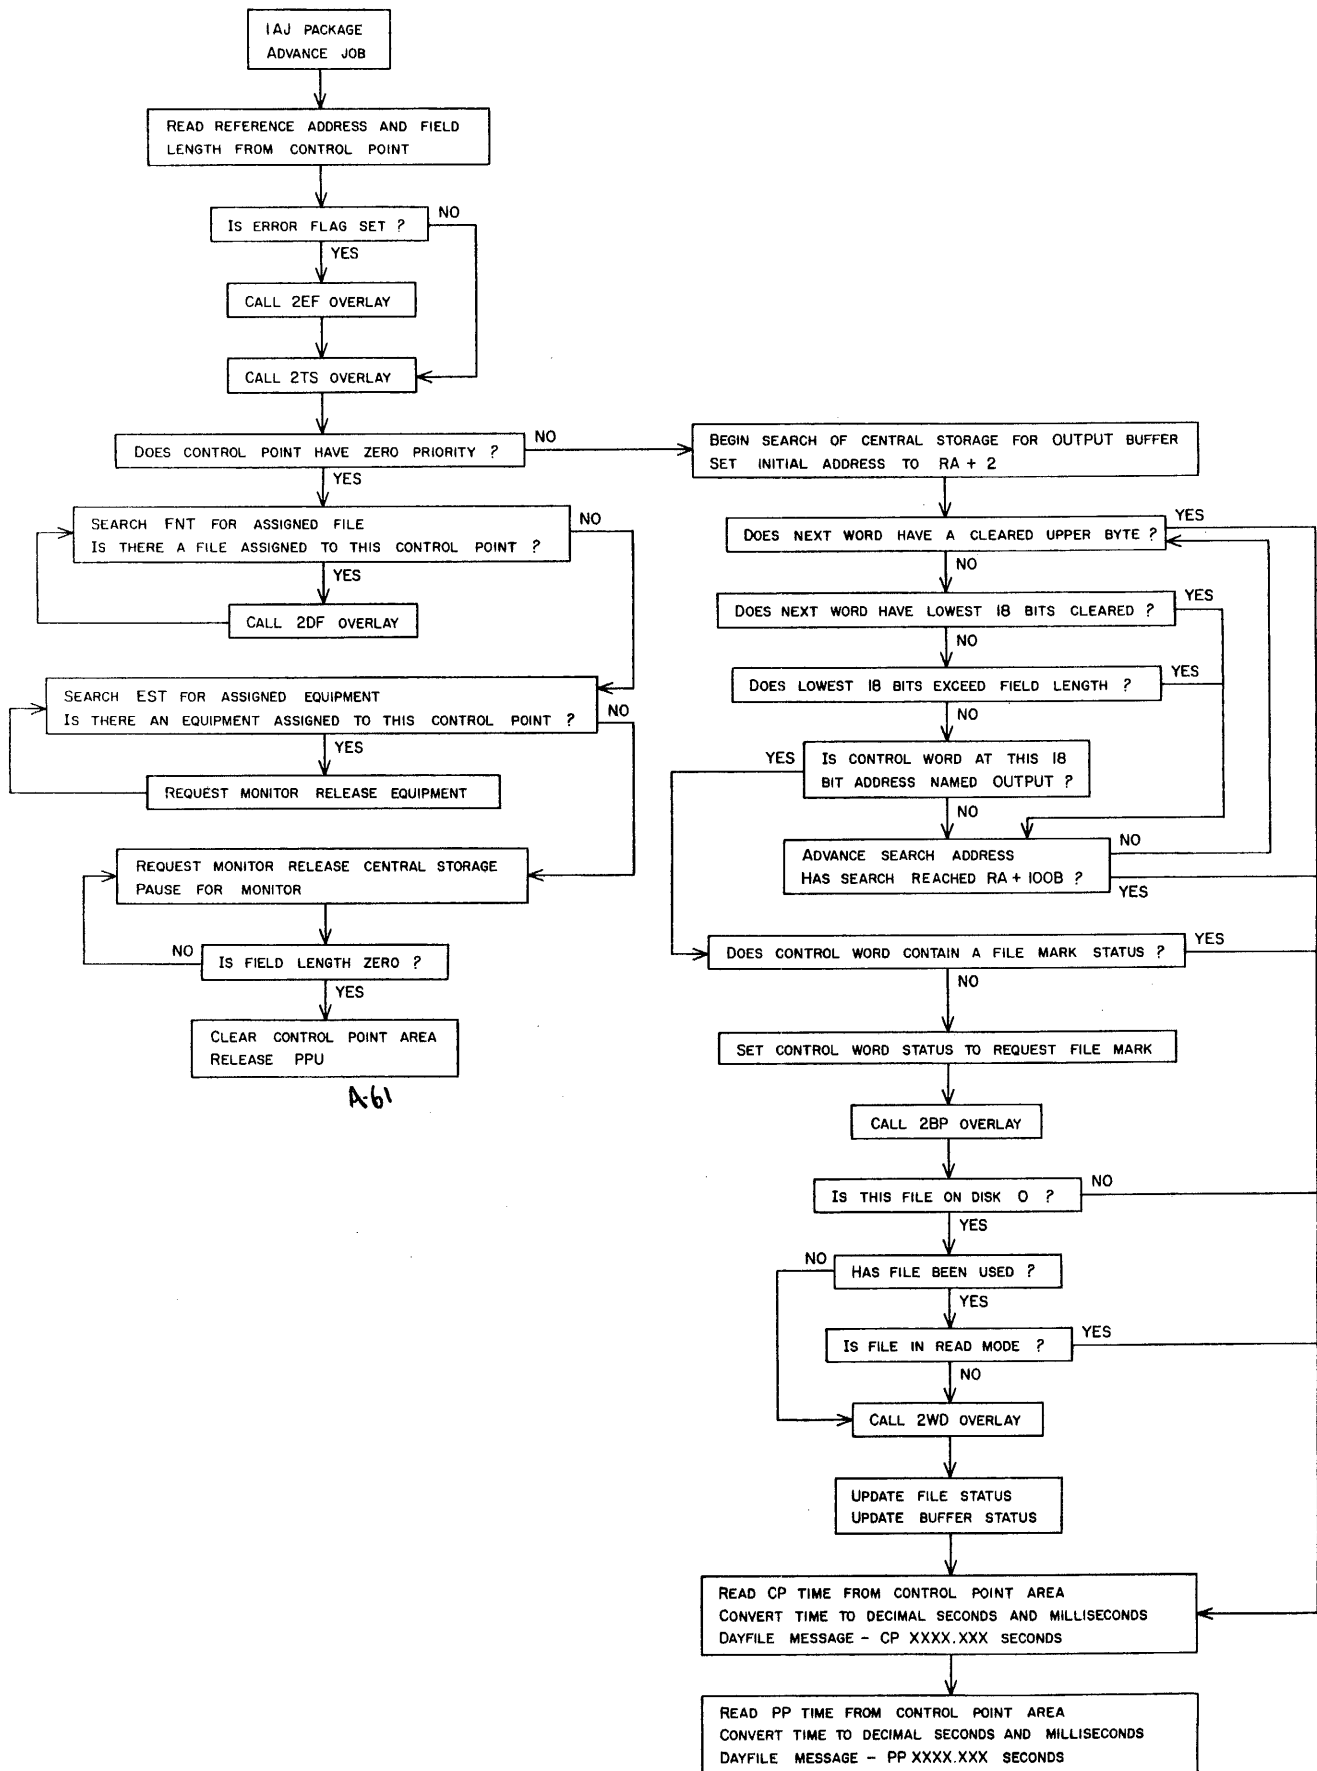 1AJ PACKAGE
ADVANCE JOB
READ REFERENCE ADDRESS AND FIELD
LENGTH FROM CONTROL POINT
IS ERROR FLAG SET ?
NO
YES
CALL 2EF OVERLAY
CALL 2TS OVERLAY
DOES CONTROL POINT HAVE ZERO PRIORITY ?
NO
YES
SEARCH FNT FOR ASSIGNED FILE
IS THERE A FILE ASSIGNED TO THIS CONTROL POINT ?
NO
YES
CALL 2DF OVERLAY
SEARCH EST FOR ASSIGNED EQUIPMENT
IS THERE AN EQUIPMENT ASSIGNED TO THIS CONTROL POINT ?
NO
YES
REQUEST MONITOR RELEASE EQUIPMENT
REQUEST MONITOR RELEASE CENTRAL STORAGE
PAUSE FOR MONITOR
NO
IS FIELD LENGTH ZERO ?
YES
CLEAR CONTROL POINT AREA
RELEASE PPU
A-61
BEGIN SEARCH OF CENTRAL STORAGE FOR OUTPUT BUFFER
SET INITIAL ADDRESS TO RA + 2
DOES NEXT WORD HAVE A CLEARED UPPER BYTE ?
YES
NO
DOES NEXT WORD HAVE LOWEST 18 BITS CLEARED ?
YES
NO
DOES LOWEST 18 BITS EXCEED FIELD LENGTH ?
YES
NO
YES
IS CONTROL WORD AT THIS 18
BIT ADDRESS NAMED OUTPUT ?
NO
ADVANCE SEARCH ADDRESS
HAS SEARCH REACHED RA + 100B ?
NO
YES
DOES CONTROL WORD CONTAIN A FILE MARK STATUS ?
YES
NO
SET CONTROL WORD STATUS TO REQUEST FILE MARK
CALL 2BP OVERLAY
IS THIS FILE ON DISK 0 ?
NO
YES
NO
HAS FILE BEEN USED ?
YES
IS FILE IN READ MODE ?
YES
NO
CALL 2WD OVERLAY
UPDATE FILE STATUS
UPDATE BUFFER STATUS
READ CP TIME FROM CONTROL POINT AREA
CONVERT TIME TO DECIMAL SECONDS AND MILLISECONDS
DAYFILE MESSAGE - CP XXXX.XXX SECONDS
READ PP TIME FROM CONTROL POINT AREA
CONVERT TIME TO DECIMAL SECONDS AND MILLISECONDS
DAYFILE MESSAGE - PP XXXX.XXX SECONDS